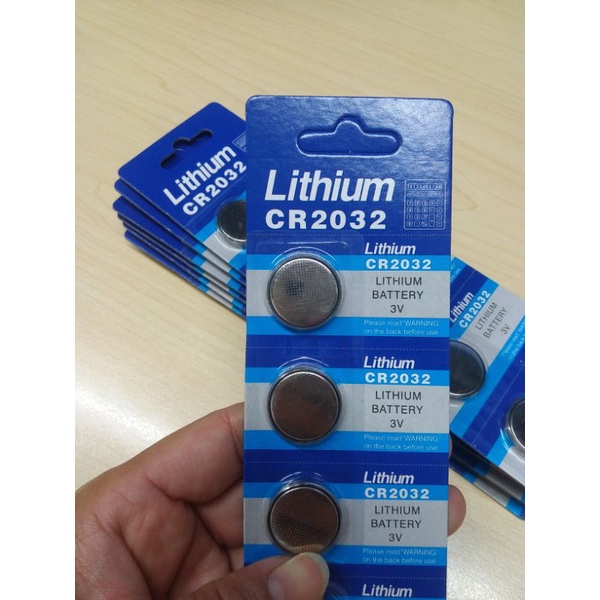 Lithium
CR2032
Lithium
CR2032
LITHIUM
BATTERY
3V
Please read "WARNING"
on the back before use
Lithium
CR2032
LITHIUM
BATTERY
3V
Please read "WARNING"
on the back before use
Lithium
CR2032
LITHIUM
BATTERY
3V
Please read "WARNING"
on the back before use
Lithium
Lithium
CR2032
Lithium
CR2032
LITHIUM
BATTERY
3V